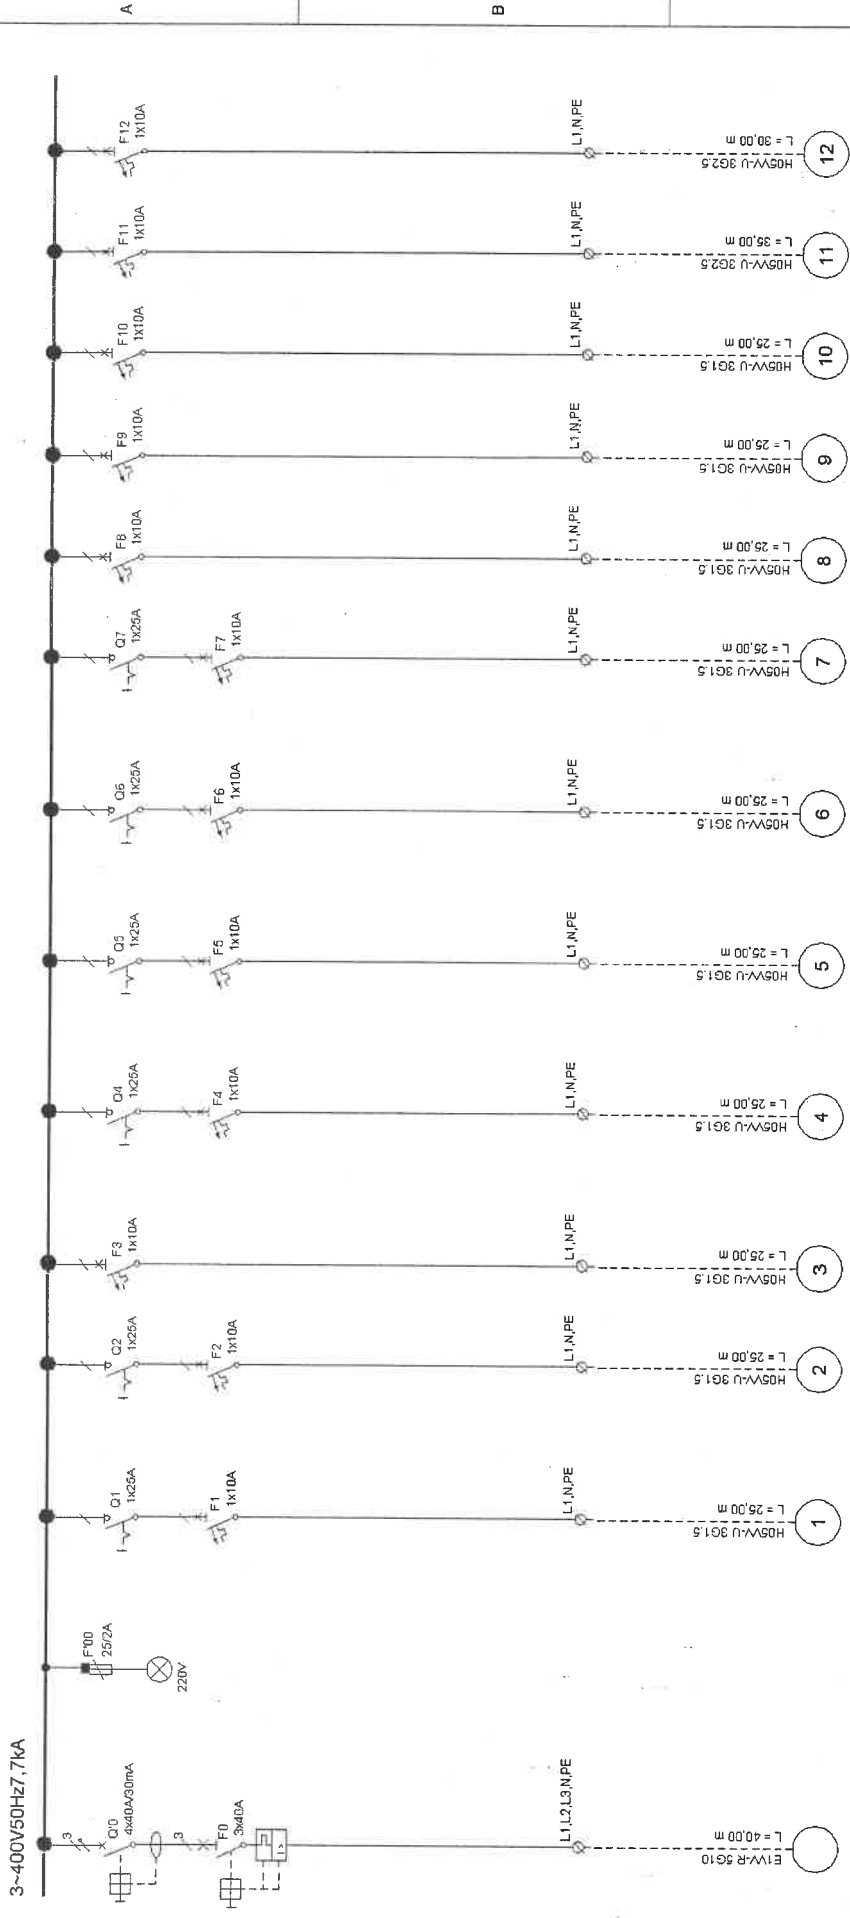 3~400V50Hz7,7kA
3
Q'0
4x40A/30mA
3
F0
3x40A
L1,L2,L3,N,PE
E1VV-R 5G10
L = 40,00 m
F'00
25/2A
220V
Q1
1x25A
F1
1x10A
L1,N,PE
H05VV-U 3G1.5
L = 25,00 m
1
Q2
1x25A
F2
1x10A
L1,N,PE
H05VV-U 3G1.5
L = 25,00 m
2
F3
1x10A
L1,N,PE
H05VV-U 3G1.5
L = 25,00 m
3
Q4
1x25A
F4
1x10A
L1,N,PE
H05VV-U 3G1.5
L = 25,00 m
4
Q5
1x25A
F5
1x10A
L1,N,PE
H05VV-U 3G1.5
L = 25,00 m
5
Q6
1x25A
F6
1x10A
L1,N,PE
H05VV-U 3G1.5
L = 25,00 m
6
Q7
1x25A
F7
1x10A
L1,N,PE
H05VV-U 3G1.5
L = 25,00 m
7
F8
1x10A
L1,N,PE
H05VV-U 3G1.5
L = 25,00 m
8
F9
1x10A
L1,N,PE
H05VV-U 3G1.5
L = 25,00 m
9
F10
1x10A
L1,N,PE
H05VV-U 3G1.5
L = 25,00 m
10
F11
1x10A
L1,N,PE
H05VV-U 3G2.5
L = 35,00 m
11
F12
1x10A
L1,N,PE
H05VV-U 3G2.5
L = 30,00 m
12
A
B